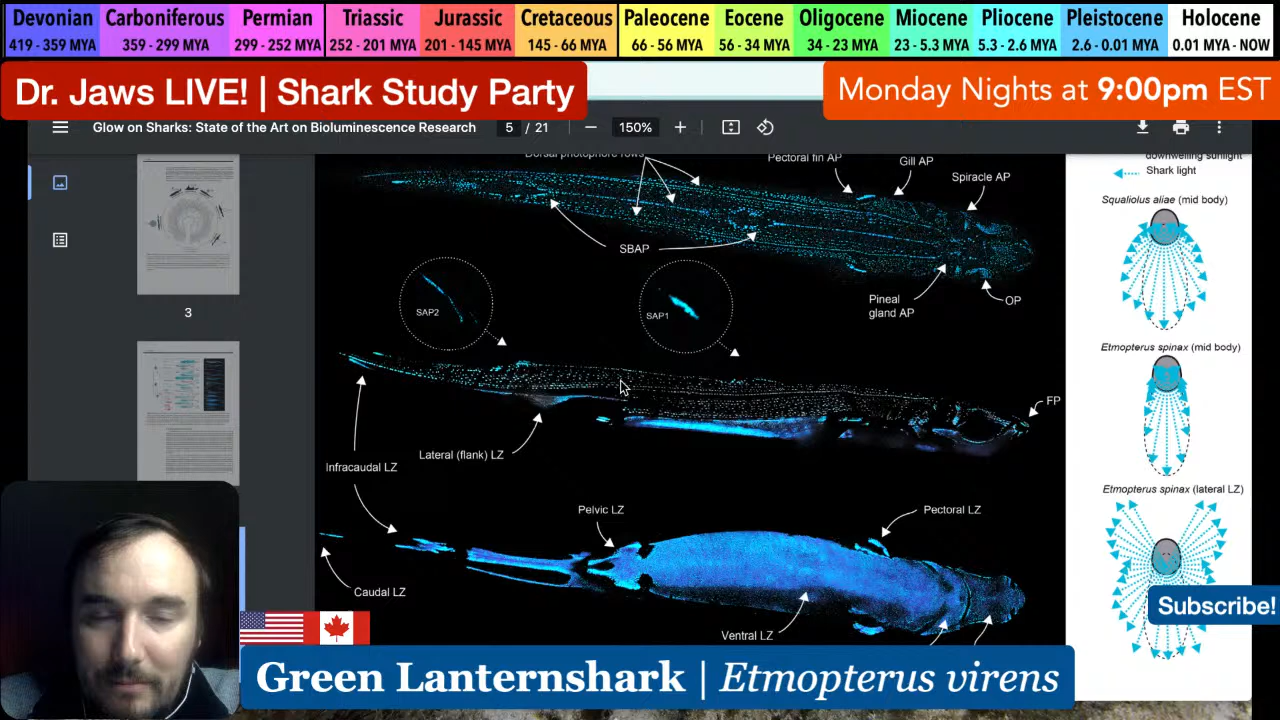 Devonian Carboniferous Permian Triassic Jurassic Cretaceous Paleocene Eocene Oligocene Miocene Pliocene Pleistocene Holocene
419 - 359 MYA 359 - 299 MYA 299 - 252 MYA 252 - 201 MYA 201 - 145 MYA 145 - 66 MYA 66 - 56 MYA 56 - 34 MYA 34 - 23 MYA 23 - 5.3 MYA 5.3 - 2.6 MYA 2.6 - 0.01 MYA 0.01 MYA - NOW
Dr. Jaws LIVE! | Shark Study Party
Monday Nights at 9:00pm EST
Glow on Sharks: State of the Art on Bioluminescence Research 5 / 21 150%
Dorsal photophore rows
Pectoral fin AP
Gill AP
Spiracle AP
SBAP
Pineal
gland AP
OP
SAP2
SAP1
FP
Lateral (flank) LZ
Infracaudal LZ
Pelvic LZ
Pectoral LZ
Caudal LZ
Ventral LZ
downwelling sunlight
Shark light
Squaliolus aliae (mid body)
Etmopterus spinax (mid body)
Etmopterus spinax (lateral LZ)
3
Subscribe!
Green Lanternshark | Etmopterus virens